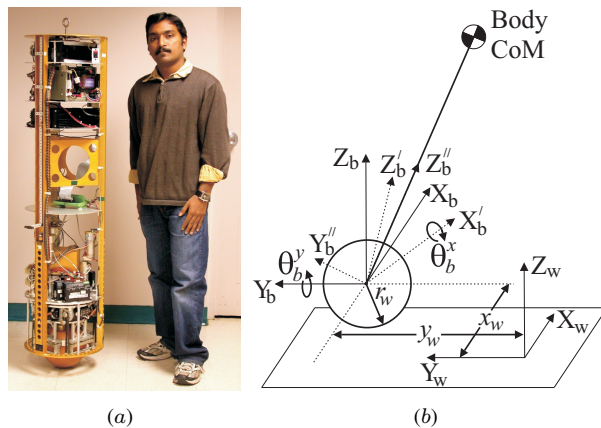 Body
CoM
Z_b
Z_b′
Z_b″
X_b
X_b′
Y_b″
θ_b^y
θ_b^x
Y_b
r_w
Z_w
x_w
X_w
y_w
Y_w
(a)
(b)